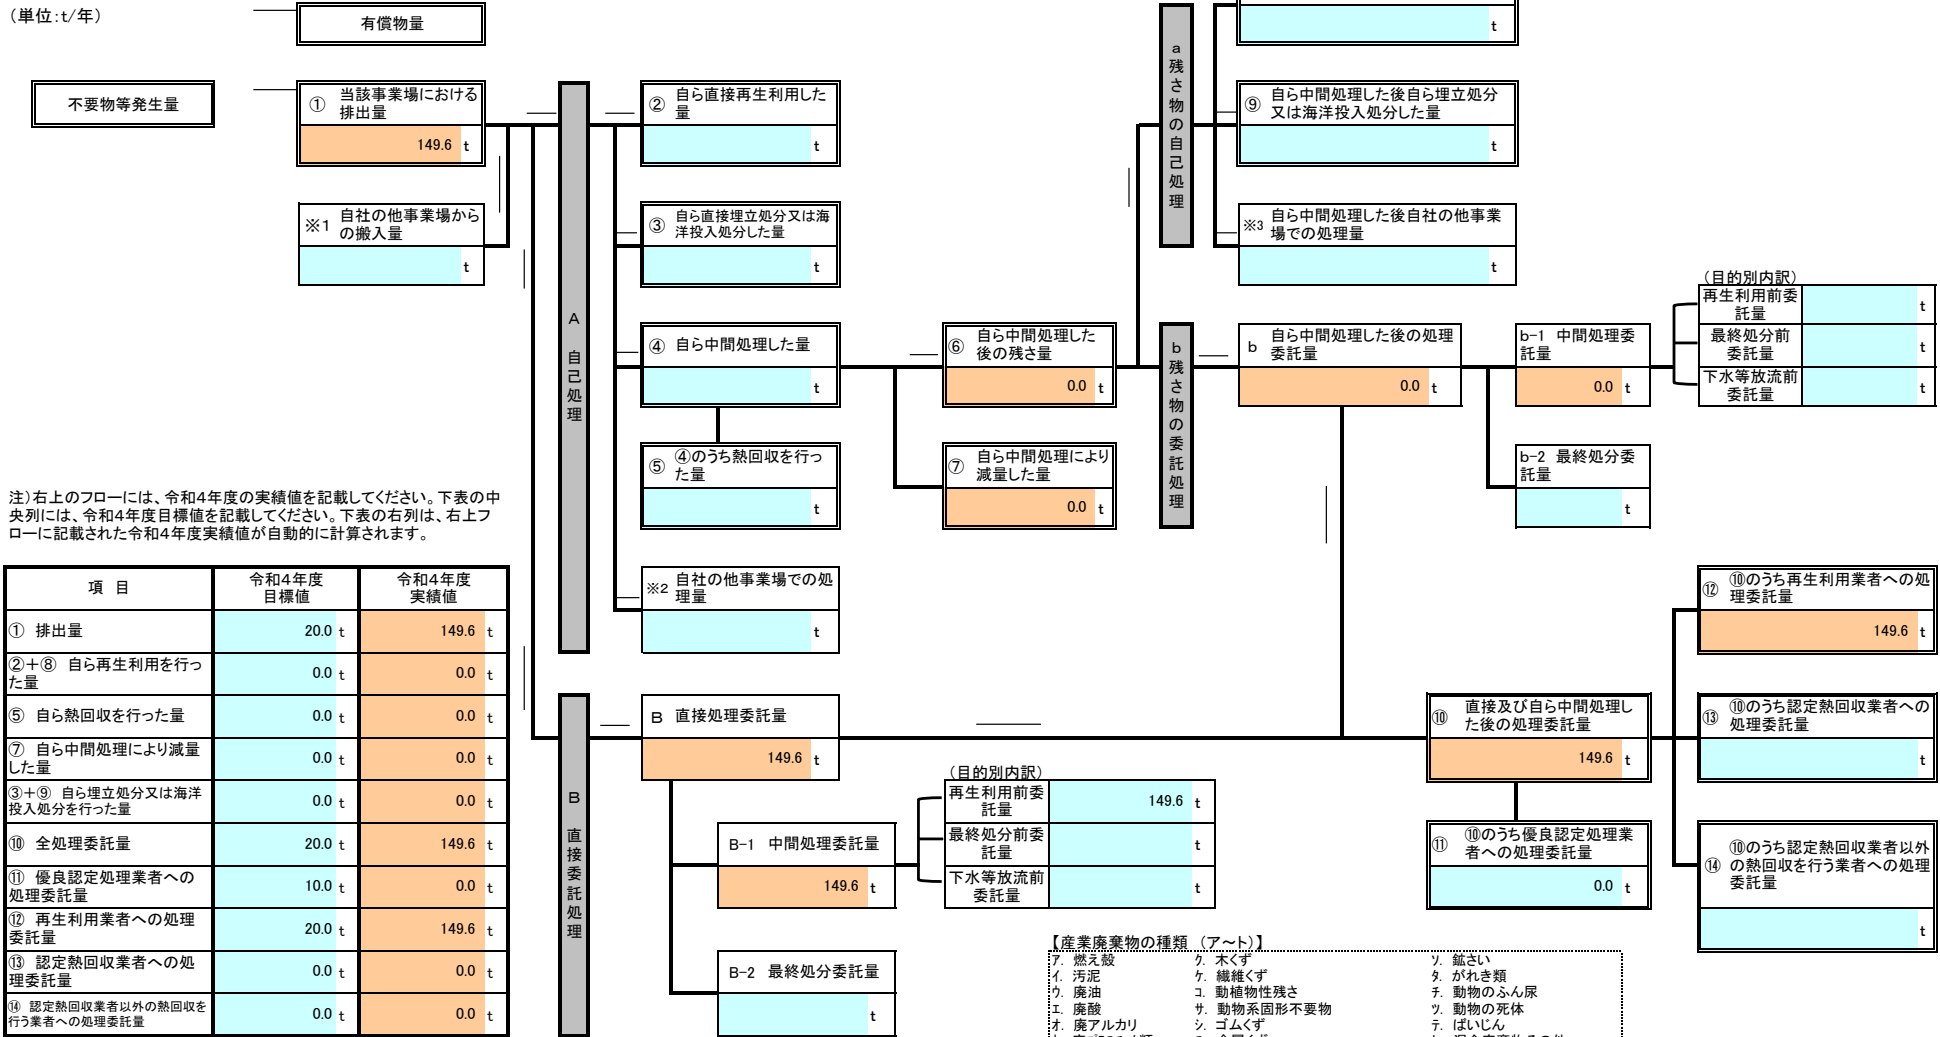 (単位:t/年)
有償物量
t
不要物等発生量
① 当該事業場における
排出量
149.6 t
② 自ら直接再生利用した
量
t
⑨ 自ら中間処理した後自ら埋立処分
又は海洋投入処分した量
t
a 残さ物の自己処理
※1 自社の他事業場から
の搬入量
t
③ 自ら直接埋立処分又は海
洋投入処分した量
t
※3 自ら中間処理した後自社の他事業
場での処理量
t
A 自己処理
④ 自ら中間処理した量
t
⑥ 自ら中間処理した
後の残さ量
0.0 t
b 残さ物の委託処理
b 自ら中間処理した後の処理
委託量
0.0 t
b-1 中間処理委
託量
0.0 t
(目的別内訳)
再生利用前委
託量
t
最終処分前
委託量
t
下水等放流前
委託量
t
⑤ ④のうち熱回収を行っ
た量
t
⑦ 自ら中間処理により
減量した量
0.0 t
b-2 最終処分委
託量
t
注)右上のフローには、令和4年度の実績値を記載してください。下表の中
央列には、令和4年度目標値を記載してください。下表の右列は、右上フ
ローに記載された令和4年度実績値が自動的に計算されます。
※2 自社の他事業場での処
理量
t
項 目
令和4年度
目標値
令和4年度
実績値
① 排出量 20.0 t 149.6 t
②+⑧ 自ら再生利用を行っ
た量 0.0 t 0.0 t
⑤ 自ら熱回収を行った量 0.0 t 0.0 t
⑦ 自ら中間処理により減量
した量 0.0 t 0.0 t
③+⑨ 自ら埋立処分又は海洋
投入処分を行った量 0.0 t 0.0 t
⑩ 全処理委託量 20.0 t 149.6 t
⑪ 優良認定処理業者への
処理委託量 10.0 t 0.0 t
⑫ 再生利用業者への処理
委託量 20.0 t 149.6 t
⑬ 認定熱回収業者への処
理委託量 0.0 t 0.0 t
⑭ 認定熱回収業者以外の熱回収を
行う業者への処理委託量 0.0 t 0.0 t
B 直接委託処理
B 直接処理委託量
149.6 t
B-1 中間処理委託量
149.6 t
B-2 最終処分委託量
t
(目的別内訳)
再生利用前委
託量
149.6 t
最終処分前委
託量
t
下水等放流前
委託量
t
⑩ 直接及び自ら中間処理し
た後の処理委託量
149.6 t
⑪ ⑩のうち優良認定処理業
者への処理委託量
0.0 t
⑫ ⑩のうち再生利用業者への処
理委託量
149.6 t
⑬ ⑩のうち認定熱回収業者への
処理委託量
t
⑭ ⑩のうち認定熱回収業者以外
の熱回収を行う業者への処理
委託量
t
【産業廃棄物の種類 (ア〜ト)】
ア. 燃え殻 ク. 木くず ソ. 鉱さい
イ. 汚泥 ケ. 繊維くず タ. がれき類
ウ. 廃油 コ. 動植物性残さ チ. 動物のふん尿
エ. 廃酸 サ. 動物系固形不要物 ツ. 動物の死体
オ. 廃アルカリ シ. ゴムくず テ. ばいじん